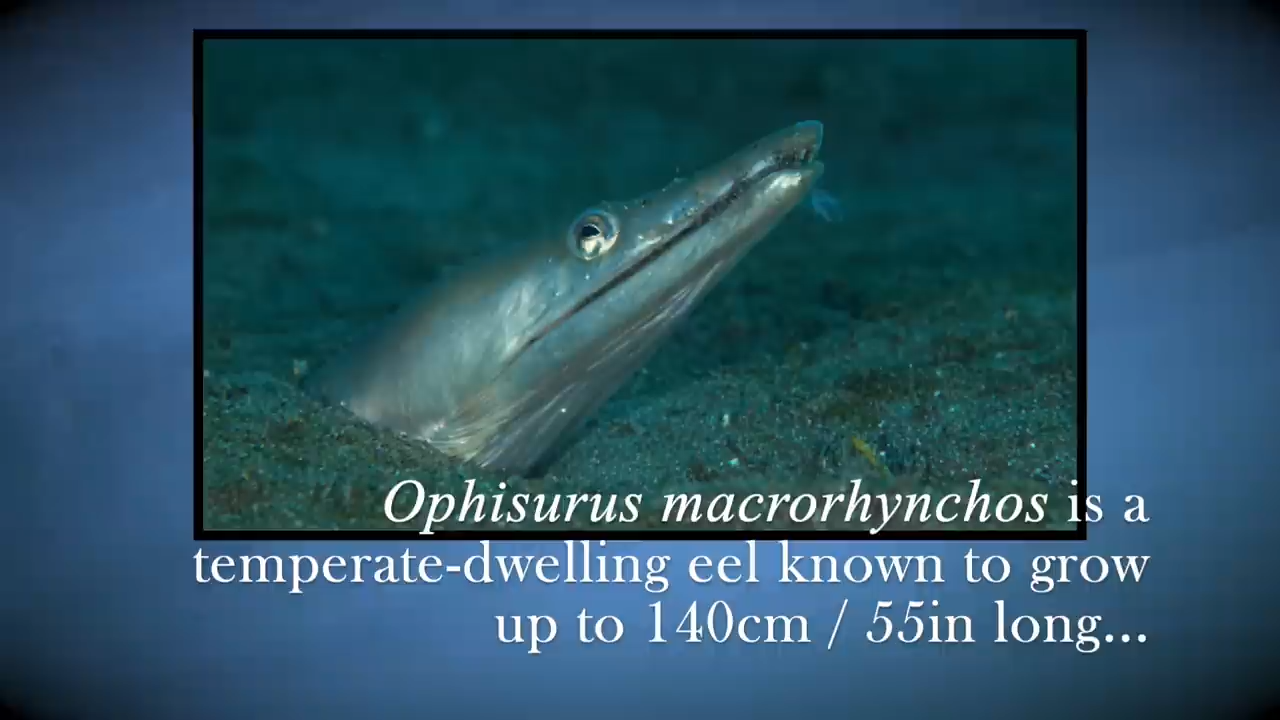 Ophisurus macrorhynchos is a
temperate-dwelling eel known to grow
up to 140cm / 55in long...